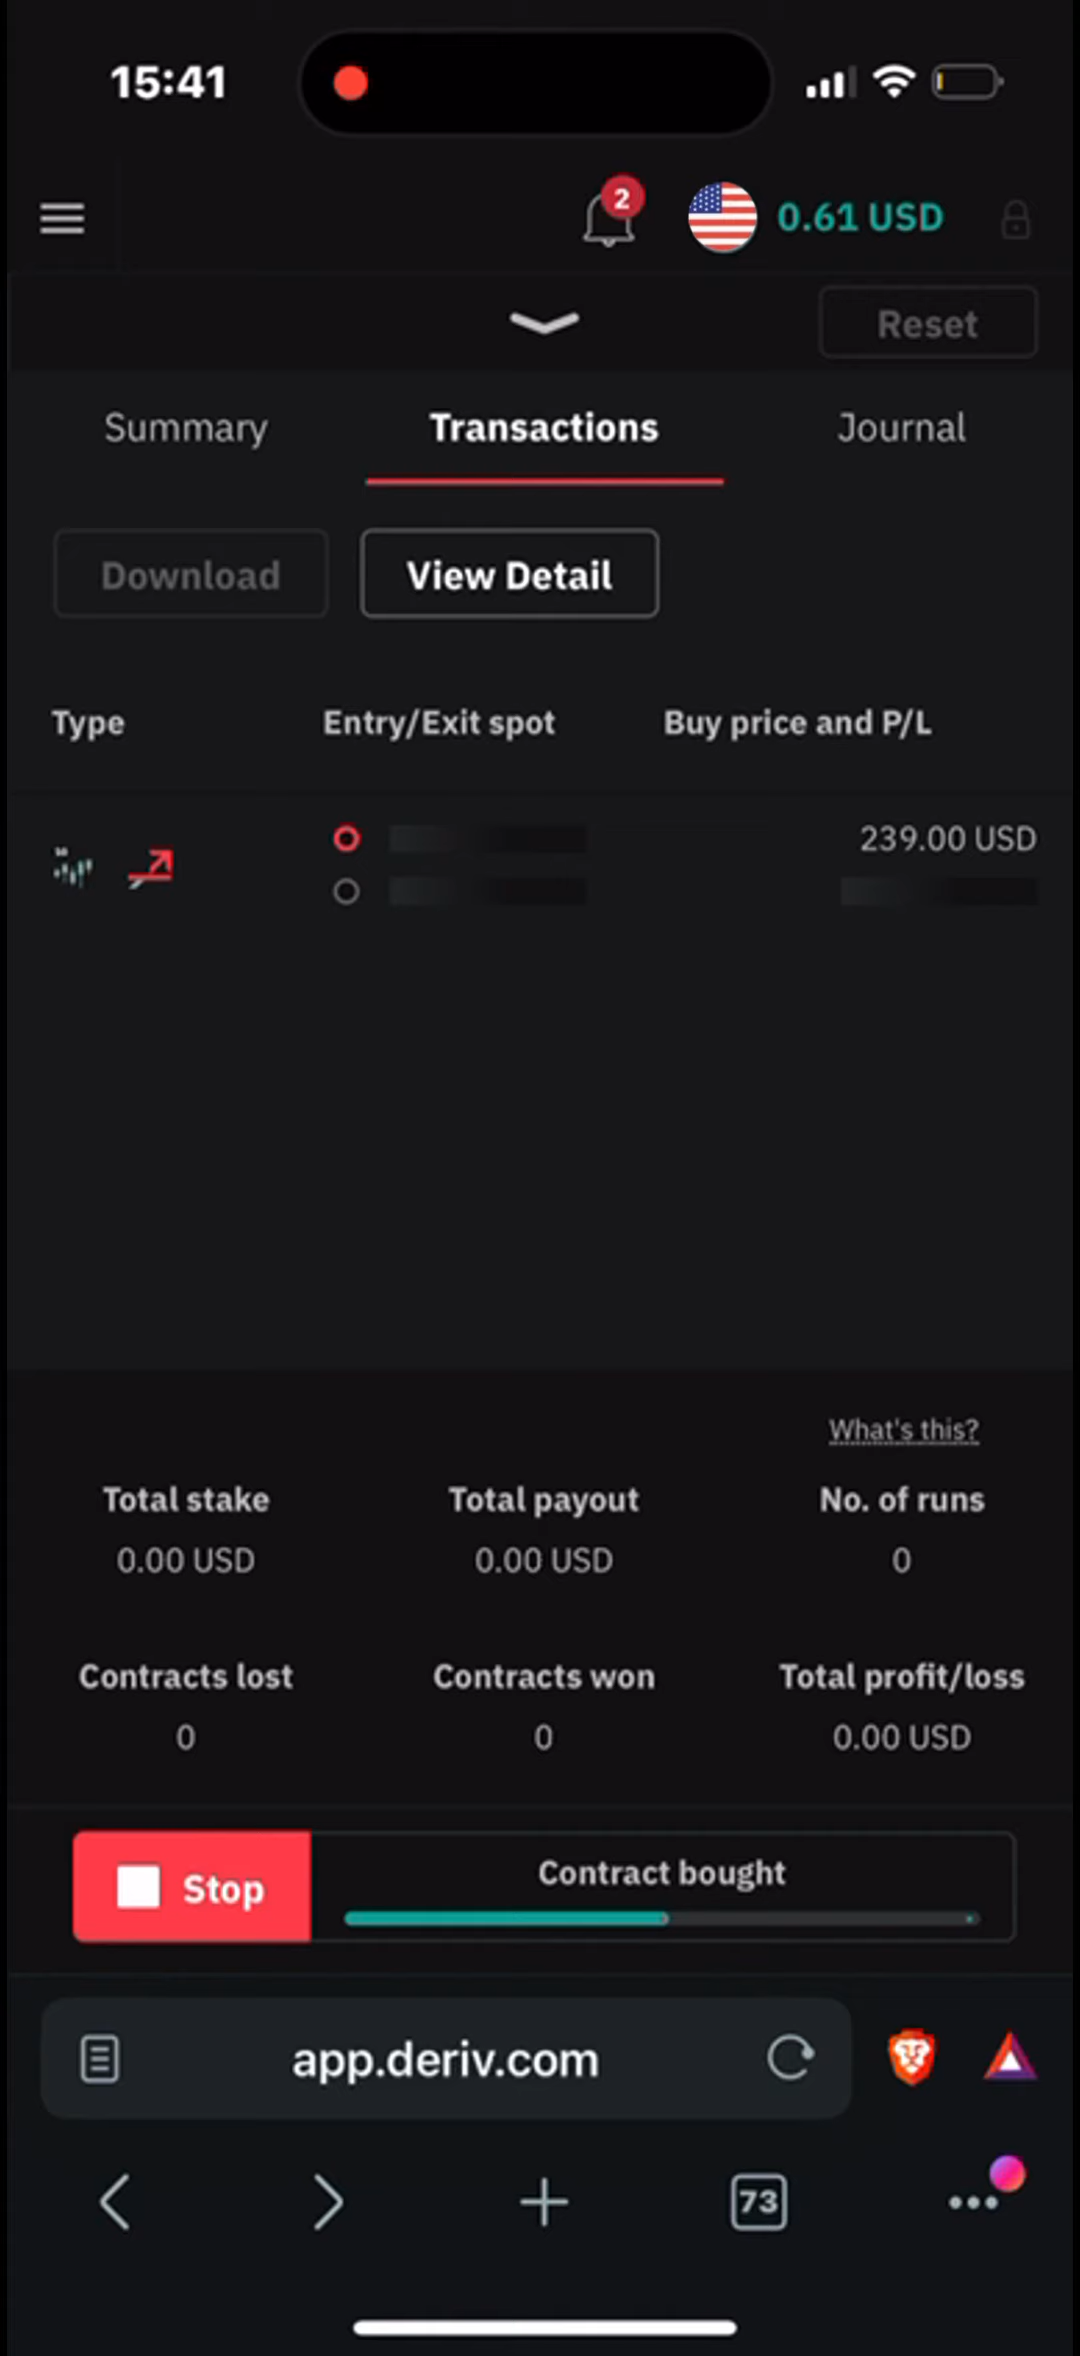 15:41
2
0.61 USD
Reset
Summary Transactions Journal
Download View Detail
Type Entry/Exit spot Buy price and P/L
239.00 USD
What's this?
Total stake Total payout No. of runs
0.00 USD 0.00 USD 0
Contracts lost Contracts won Total profit/loss
0 0 0.00 USD
Stop Contract bought
app.deriv.com
73